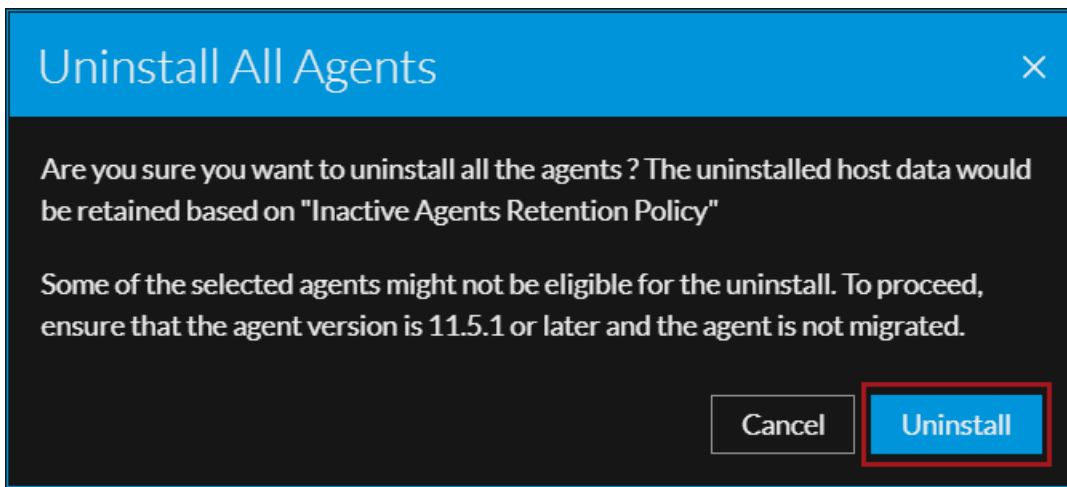 Uninstall All Agents
Are you sure you want to uninstall all the agents ? The uninstalled host data would
be retained based on "Inactive Agents Retention Policy"
Some of the selected agents might not be eligible for the uninstall. To proceed,
ensure that the agent version is 11.5.1 or later and the agent is not migrated.
Cancel
Uninstall